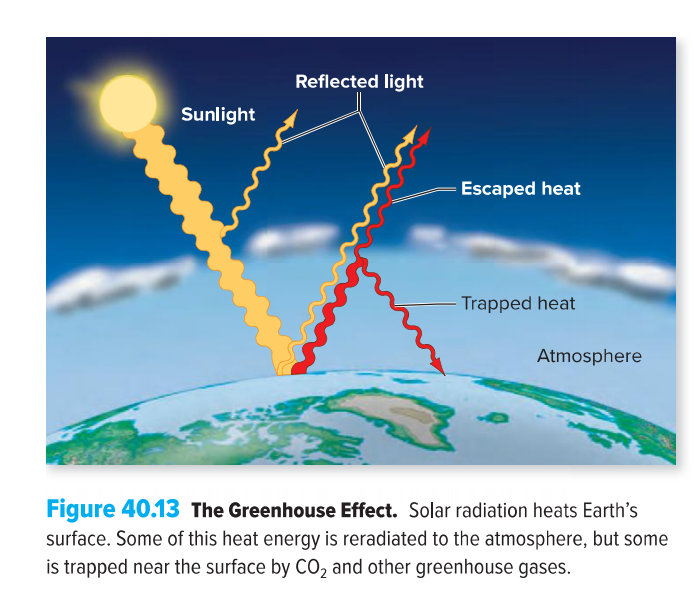 Reflected light
Sunlight
Escaped heat
Trapped heat
Atmosphere
Figure 40.13 The Greenhouse Effect. Solar radiation heats Earth’s
surface. Some of this heat energy is reradiated to the atmosphere, but some
is trapped near the surface by CO₂ and other greenhouse gases.